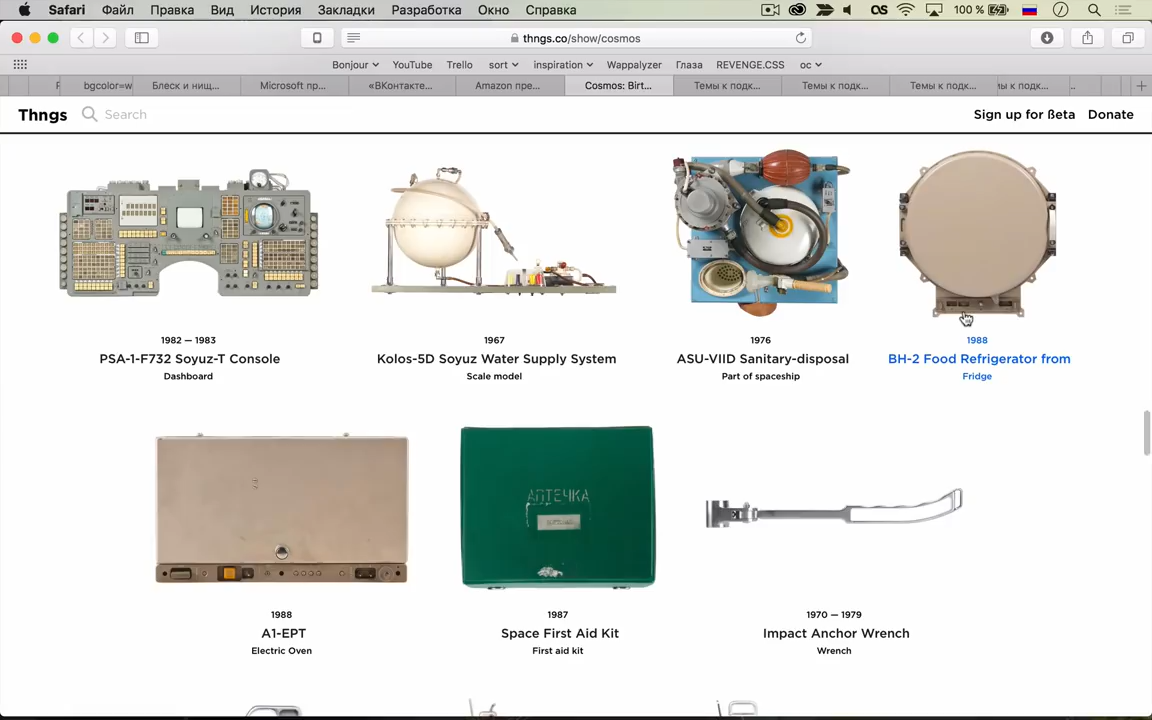 Safari Файл Правка Вид История Закладки Разработка Окно Справка 100 %
thngs.co/show/cosmos
Bonjour YouTube Trello sort inspiration Wappalyzer Глаза REVENGE.CSS ос
bgcolor=w Блеск и нищ... Microsoft пр... «ВКонтакте... Amazon пре... Cosmos: Birt... Темы к подк... Темы к подк... Темы к подк... мы к подк...
Thngs Search Sign up for ßeta Donate
1982 — 1983 1967 1976 1988
PSA-1-F732 Soyuz-T Console Kolos-5D Soyuz Water Supply System ASU-VIID Sanitary-disposal BH-2 Food Refrigerator from
Dashboard Scale model Part of spaceship Fridge
АПТЕЧКА
1988 1987 1970 — 1979
A1-EPT Space First Aid Kit Impact Anchor Wrench
Electric Oven First aid kit Wrench